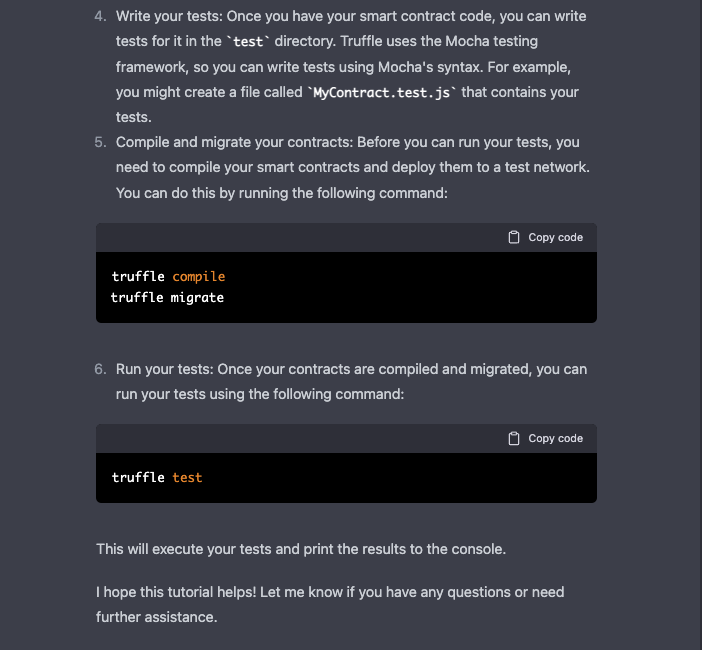 4. Write your tests: Once you have your smart contract code, you can write
tests for it in the `test` directory. Truffle uses the Mocha testing
framework, so you can write tests using Mocha's syntax. For example,
you might create a file called `MyContract.test.js` that contains your
tests.
5. Compile and migrate your contracts: Before you can run your tests, you
need to compile your smart contracts and deploy them to a test network.
You can do this by running the following command:
Copy code
truffle compile
truffle migrate
6. Run your tests: Once your contracts are compiled and migrated, you can
run your tests using the following command:
Copy code
truffle test
This will execute your tests and print the results to the console.
I hope this tutorial helps! Let me know if you have any questions or need
further assistance.